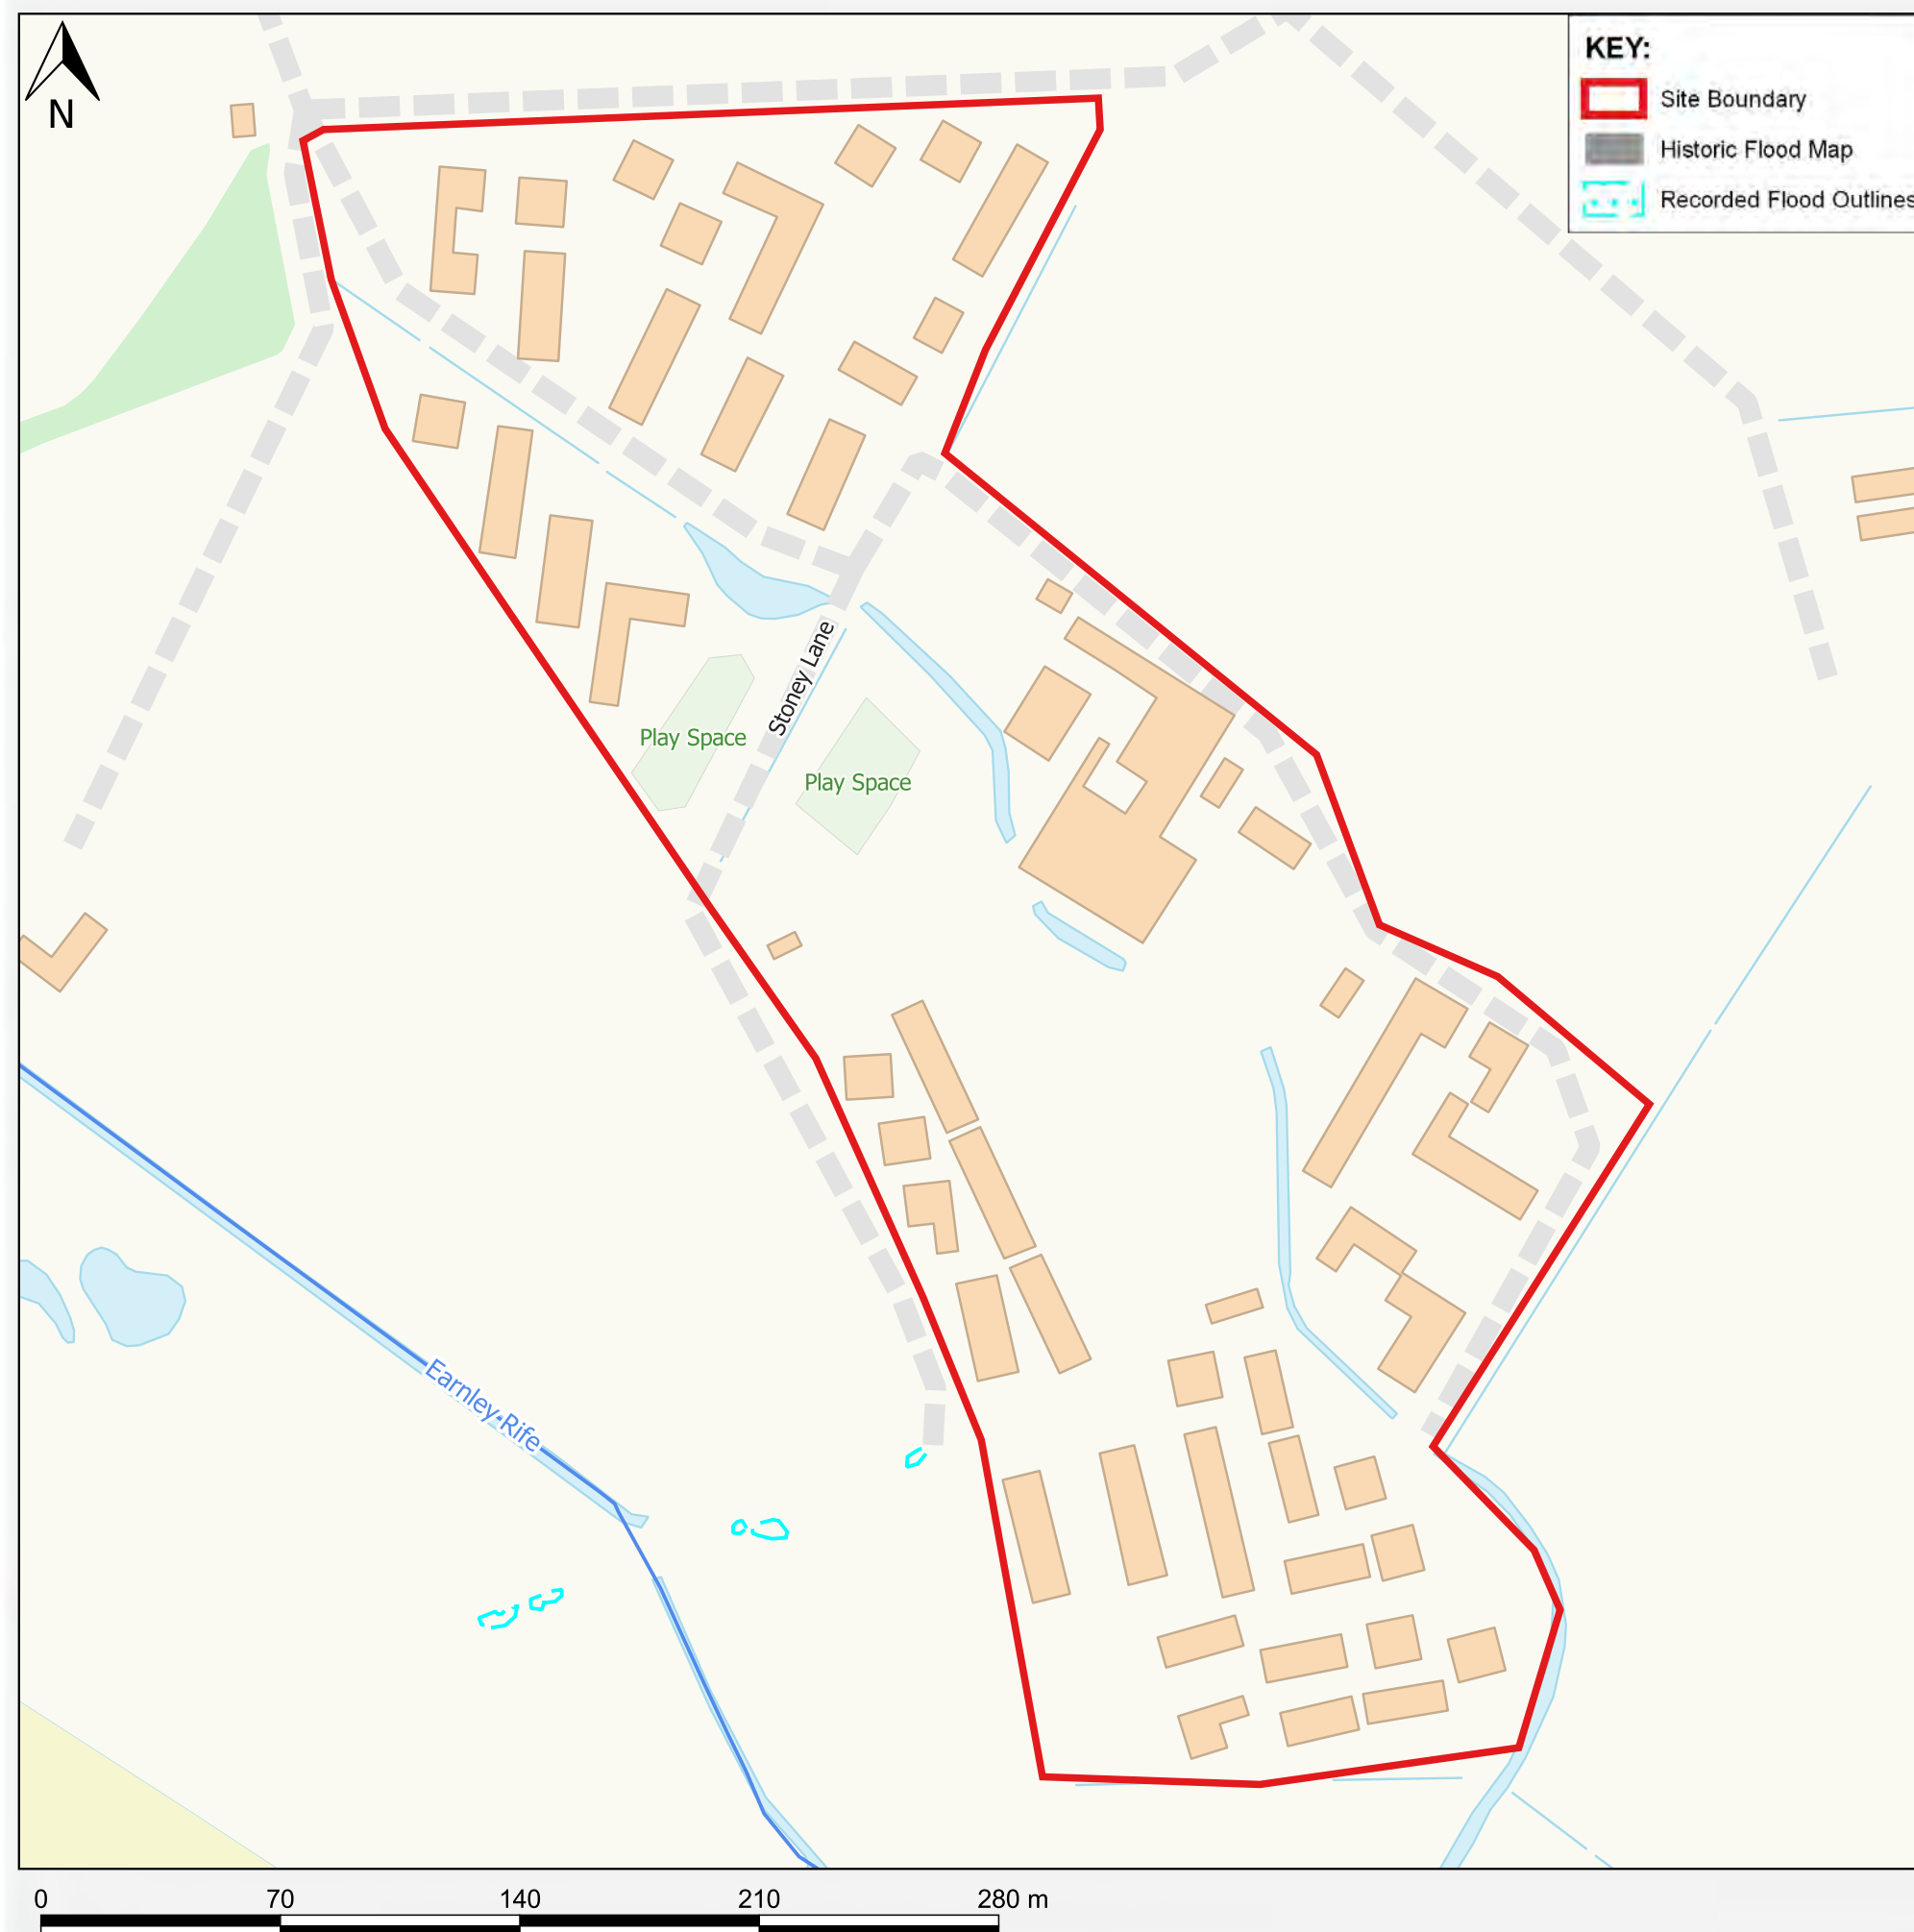 N
KEY:
Site Boundary
Historic Flood Map
Recorded Flood Outlines
Stoney Lane
Play Space
Play Space
Earnley Rife
0 70 140 210 280 m